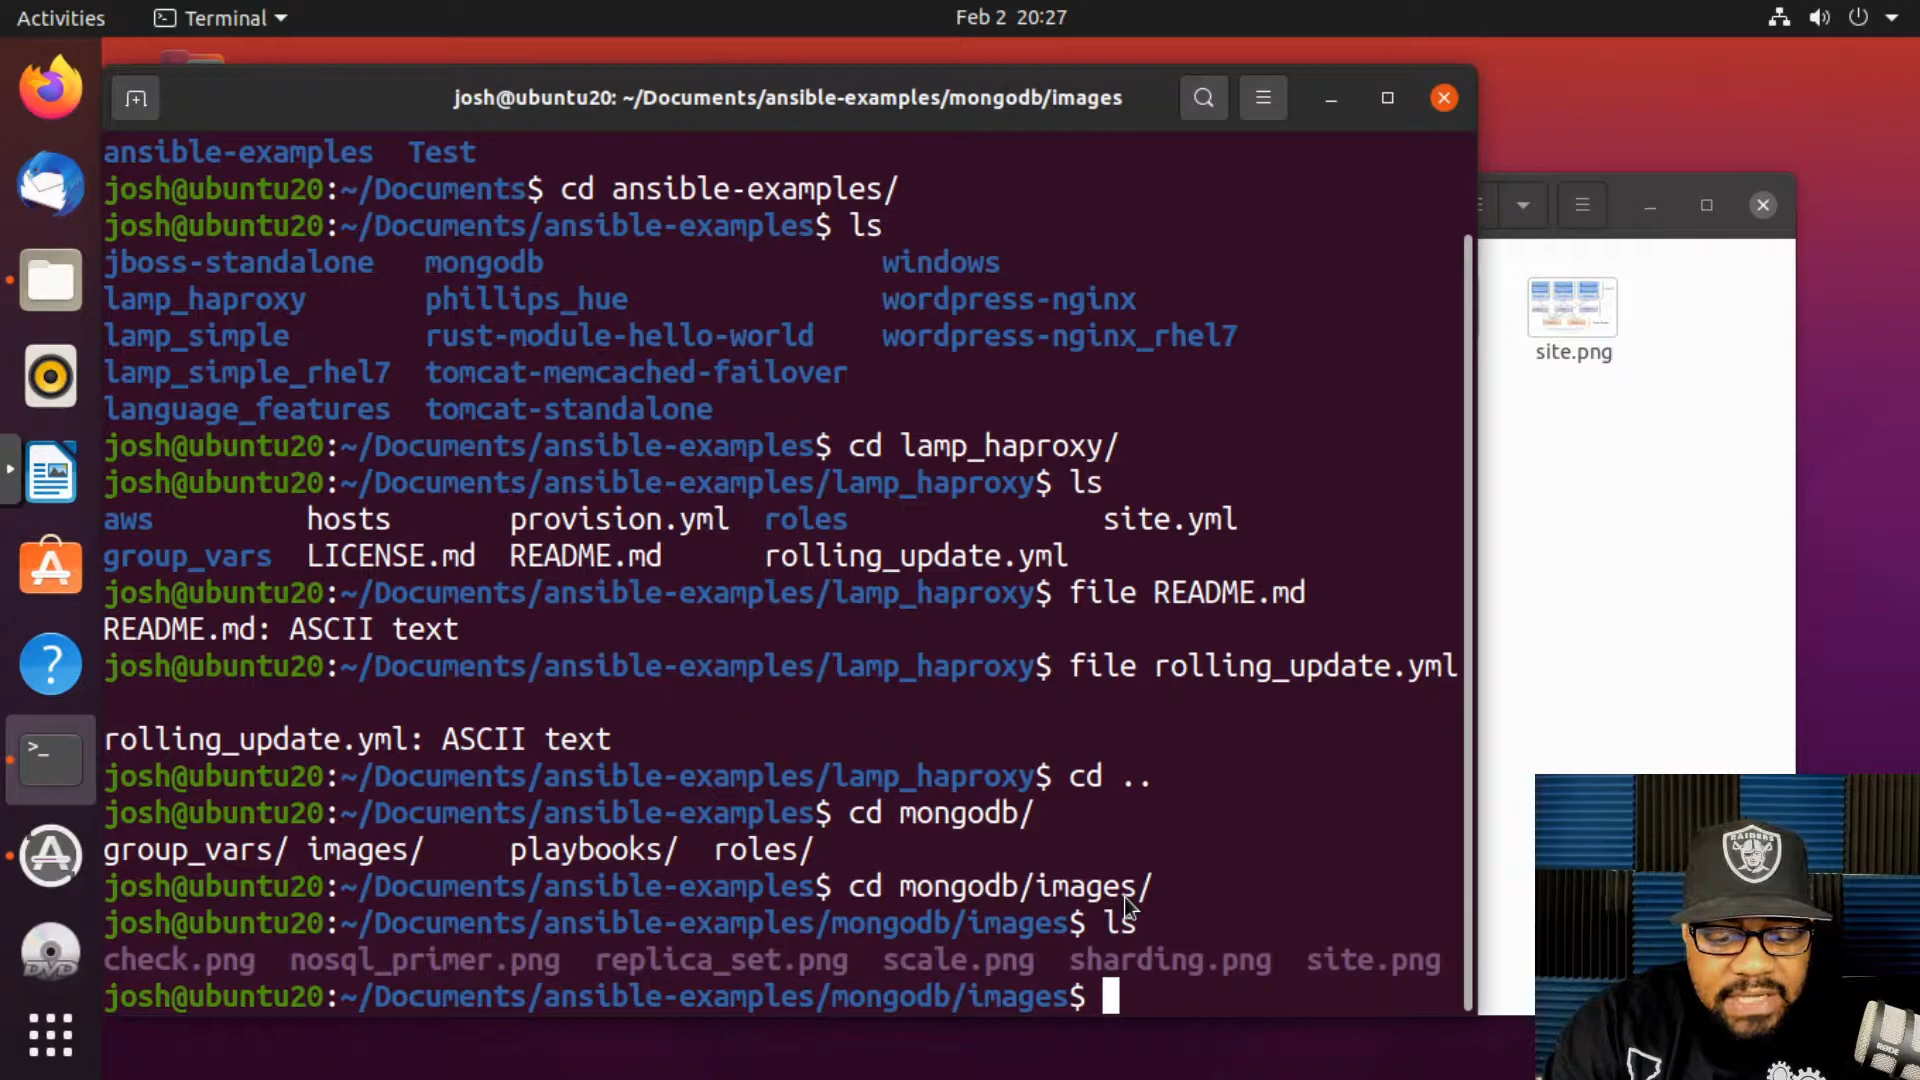 Activities Terminal Feb 2 20:27
josh@ubuntu20: ~/Documents/ansible-examples/mongodb/images
ansible-examples Test
josh@ubuntu20:~/Documents$ cd ansible-examples/
josh@ubuntu20:~/Documents/ansible-examples$ ls
jboss-standalone mongodb windows
lamp_haproxy phillips_hue wordpress-nginx
lamp_simple rust-module-hello-world wordpress-nginx_rhel7
lamp_simple_rhel7 tomcat-memcached-failover
language_features tomcat-standalone
josh@ubuntu20:~/Documents/ansible-examples$ cd lamp_haproxy/
josh@ubuntu20:~/Documents/ansible-examples/lamp_haproxy$ ls
aws hosts provision.yml roles site.yml
group_vars LICENSE.md README.md rolling_update.yml
josh@ubuntu20:~/Documents/ansible-examples/lamp_haproxy$ file README.md
README.md: ASCII text
josh@ubuntu20:~/Documents/ansible-examples/lamp_haproxy$ file rolling_update.yml
rolling_update.yml: ASCII text
josh@ubuntu20:~/Documents/ansible-examples/lamp_haproxy$ cd ..
josh@ubuntu20:~/Documents/ansible-examples$ cd mongodb/
group_vars/ images/ playbooks/ roles/
josh@ubuntu20:~/Documents/ansible-examples$ cd mongodb/images/
josh@ubuntu20:~/Documents/ansible-examples/mongodb/images$ ls
check.png nosql_primer.png replica_set.png scale.png sharding.png site.png
josh@ubuntu20:~/Documents/ansible-examples/mongodb/images$
site.png
DVD
RAIDERS
RODE